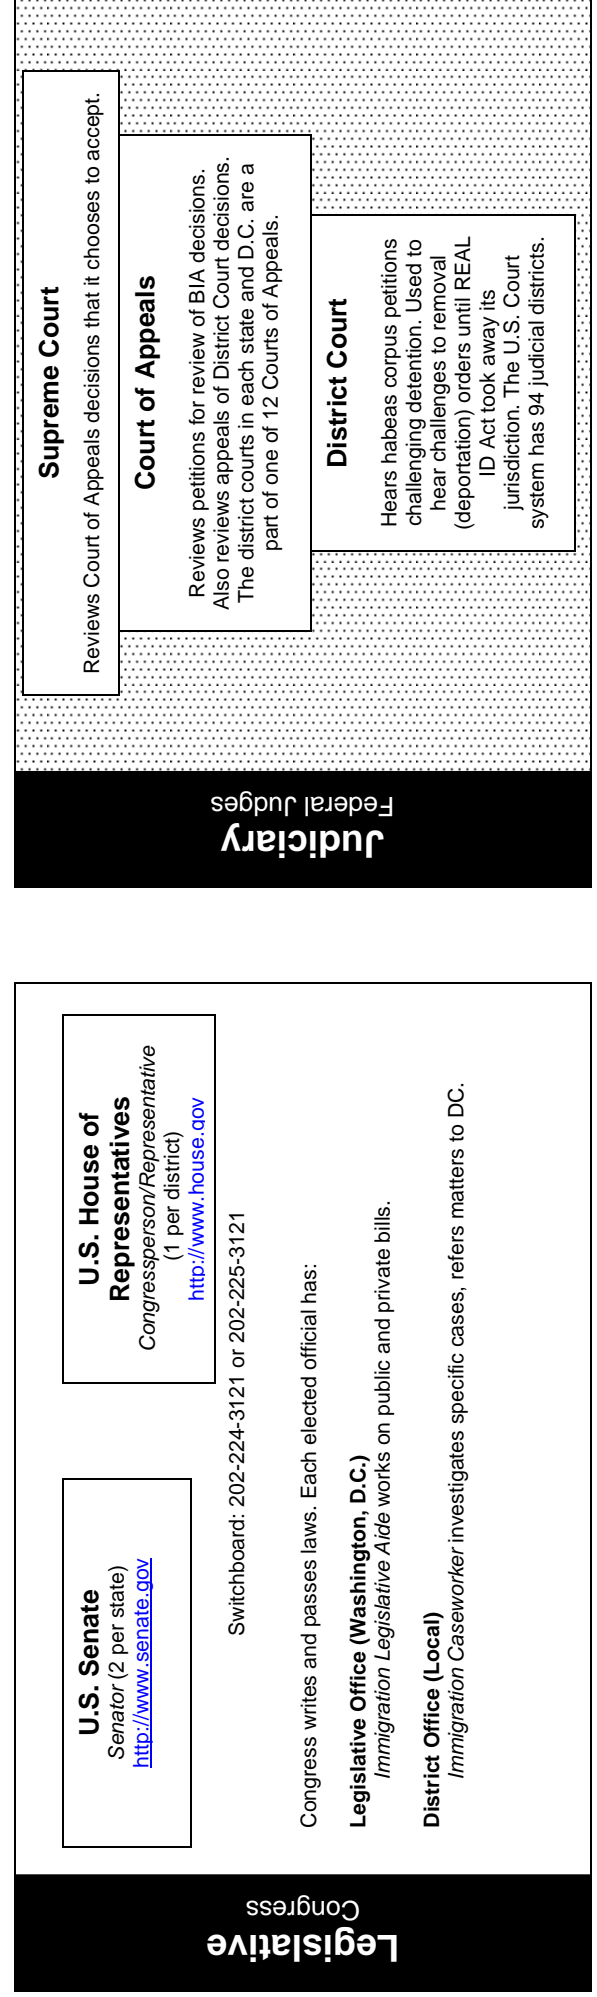 Legislative
Congress
U.S. Senate
Senator (2 per state)
http://www.senate.gov
U.S. House of
Representatives
Congressperson/Representative
(1 per district)
http://www.house.gov
Switchboard: 202-224-3121 or 202-225-3121
Congress writes and passes laws. Each elected official has:
Legislative Office (Washington, D.C.)
Immigration Legislative Aide works on public and private bills.
District Office (Local)
Immigration Caseworker investigates specific cases, refers matters to DC.
Judiciary
Federal Judges
Supreme Court
Reviews Court of Appeals decisions that it chooses to accept.
Court of Appeals
Reviews petitions for review of BIA decisions.
Also reviews appeals of District Court decisions.
The district courts in each state and D.C. are a
part of one of 12 Courts of Appeals.
District Court
Hears habeas corpus petitions
challenging detention. Used to
hear challenges to removal
(deportation) orders until REAL
ID Act took away its
jurisdiction. The U.S. Court
system has 94 judicial districts.